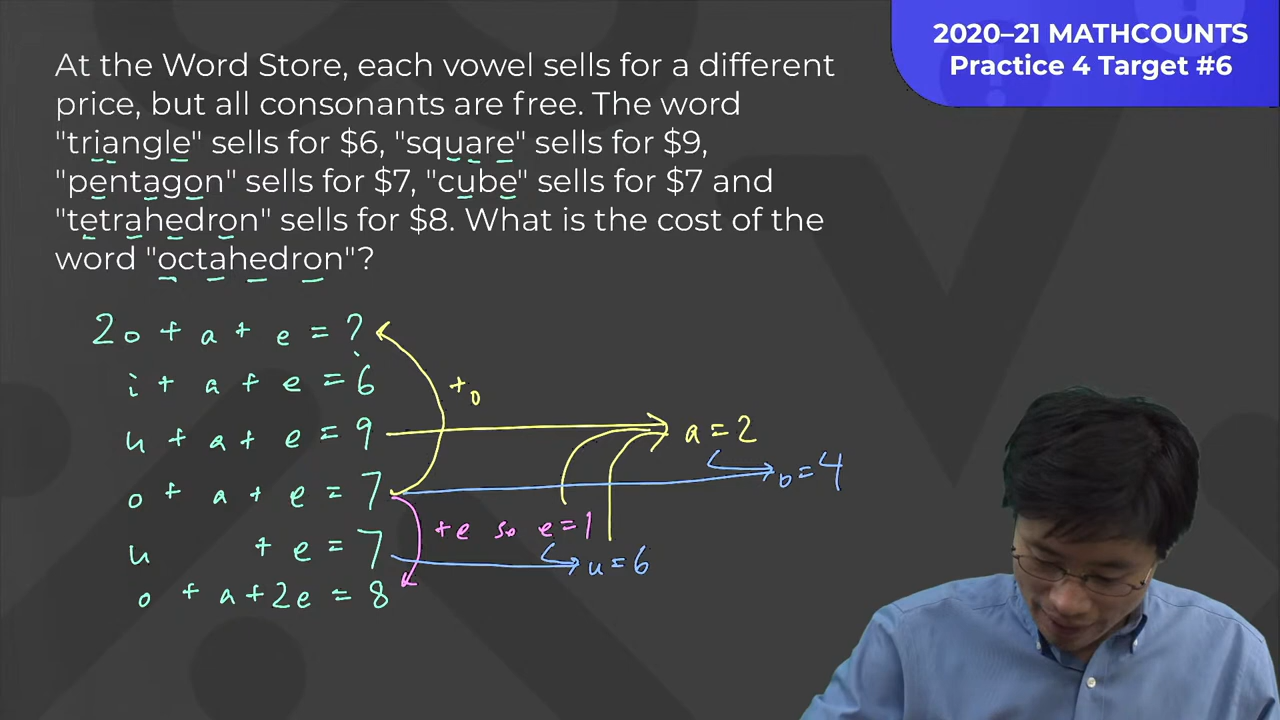 2020–21 MATHCOUNTS
Practice 4 Target #6
At the Word Store, each vowel sells for a different
price, but all consonants are free. The word
"triangle" sells for $6, "square" sells for $9,
"pentagon" sells for $7, "cube" sells for $7 and
"tetrahedron" sells for $8. What is the cost of the
word "octahedron"?
2o + a + e = ?
i + a + e = 6
u + a + e = 9
o + a + e = 7
u + e = 7
o + a + 2e = 8
+o
a = 2
o = 4
+e so e = 1
u = 6